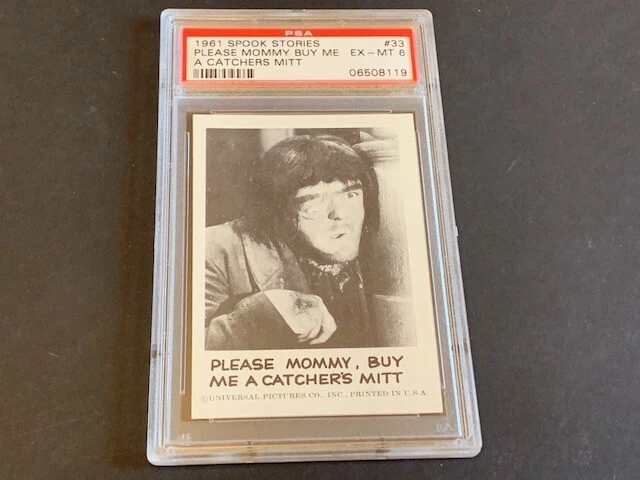 PSA
1961 SPOOK STORIES #33
PLEASE MOMMY BUY ME EX-MT 6
A CATCHERS MITT
06508119
PLEASE MOMMY, BUY
ME A CATCHER'S MITT
©UNIVERSAL PICTURES CO., INC., PRINTED IN U.S.A.